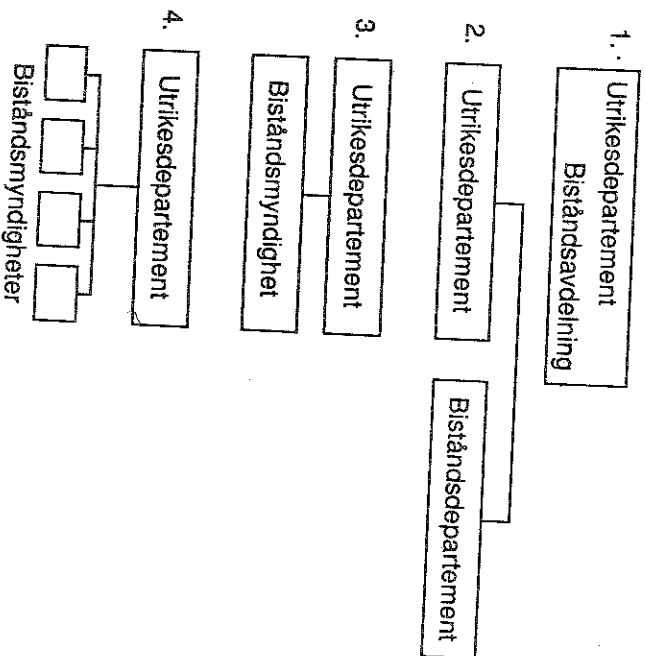 1.
Utrikesdepartement
Biståndsavdelning
2.
Utrikesdepartement
Biståndsdepartement
3.
Utrikesdepartement
Biståndsmyndighet
4.
Utrikesdepartement
Biståndsmyndigheter